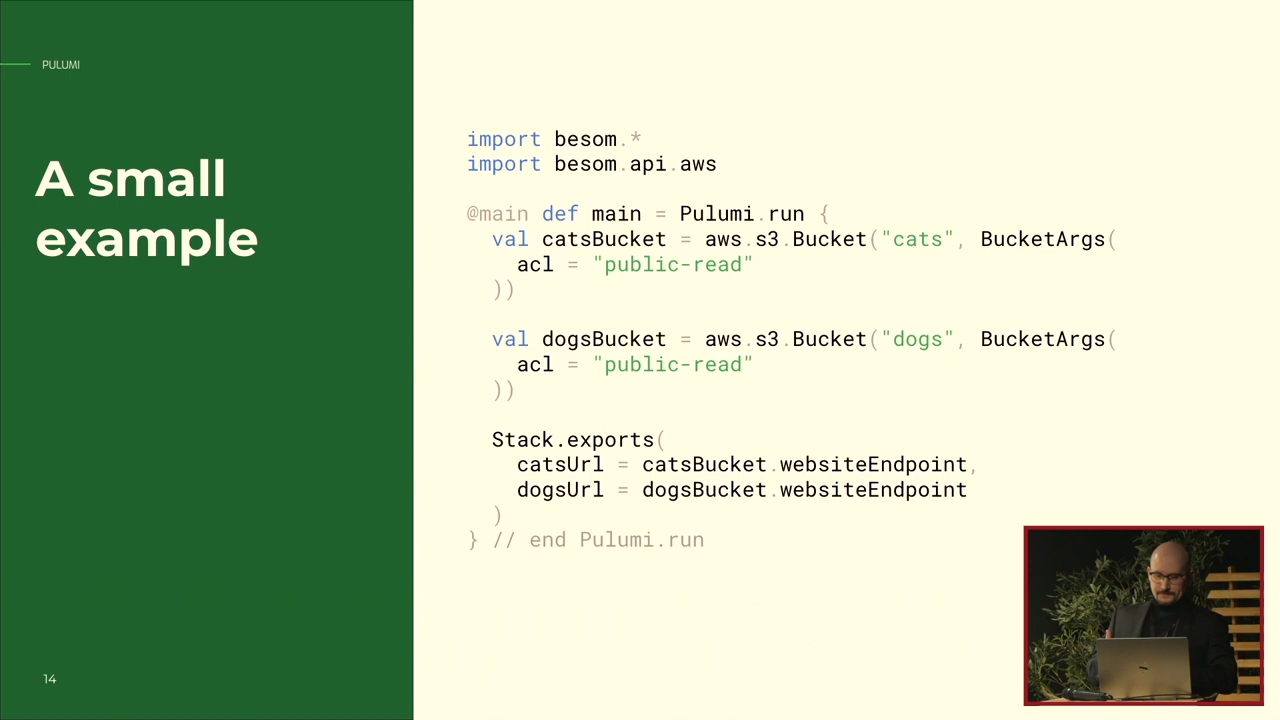 PULUMI
A small
example
import besom.*
import besom.api.aws
@main def main = Pulumi.run {
  val catsBucket = aws.s3.Bucket("cats", BucketArgs(
    acl = "public-read"
  ))
  val dogsBucket = aws.s3.Bucket("dogs", BucketArgs(
    acl = "public-read"
  ))
  Stack.exports(
    catsUrl = catsBucket.websiteEndpoint,
    dogsUrl = dogsBucket.websiteEndpoint
  )
} // end Pulumi.run
14